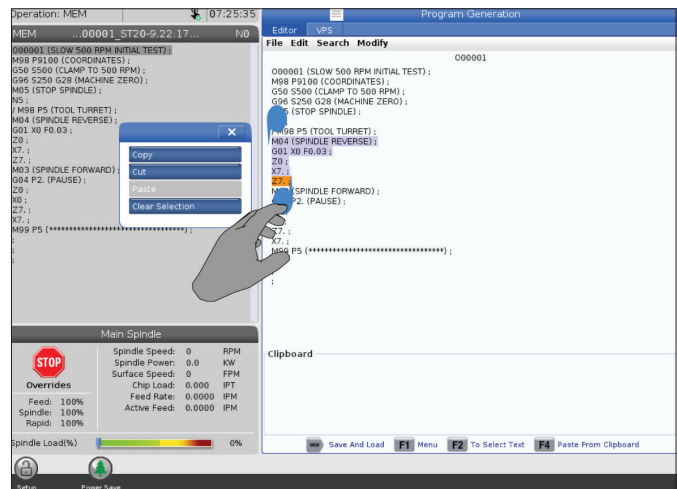 Operation: MEM
07:25:35
MEM ...00001_ST20-9.22.17... N0
O00001 (SLOW 500 RPM INITIAL TEST) ;
M98 P9100 (COORDINATES) ;
G50 S500 (CLAMP TO 500 RPM) ;
G96 S250 G28 (MACHINE ZERO) ;
M05 (STOP SPINDLE) ;
N5 ;
/ M98 P5 (TOOL TURRET) ;
M04 (SPINDLE REVERSE) ;
G01 X0 F0.03 ;
Z0 ;
X7. ;
Z7. ;
M03 (SPINDLE FORWARD) ;
G04 P2. (PAUSE) ;
Z0 ;
X0 ;
Z7. ;
X7. ;
M99 P5 (**********************************) ;
;
;
;
X
Copy
Cut
Paste
Clear Selection
Main Spindle
STOP
Overrides
Feed: 100%
Spindle: 100%
Rapid: 100%
Spindle Speed: 0 RPM
Spindle Power: 0.0 KW
Surface Speed: 0 FPM
Chip Load: 0.000 IPT
Feed Rate: 0.0000 IPM
Active Feed: 0.0000 IPM
Spindle Load(%) 0%
Setup
Power Save
Program Generation
Editor VPS
File Edit Search Modify
O00001
O00001 (SLOW 500 RPM INITIAL TEST) ;
M98 P9100 (COORDINATES) ;
G50 S500 (CLAMP TO 500 RPM) ;
G96 S250 G28 (MACHINE ZERO) ;
(STOP SPINDLE) ;
/ M98 P5 (TOOL TURRET) ;
M04 (SPINDLE REVERSE) ;
G01 X0 F0.03 ;
Z0 ;
X7. ;
Z7. ;
(SPINDLE FORWARD) ;
P2. (PAUSE) ;
Z7. ;
X7. ;
M99 P5 (**********************************) ;
;
Clipboard
MEM Save And Load F1 Menu F2 To Select Text F4 Paste From Clipboard